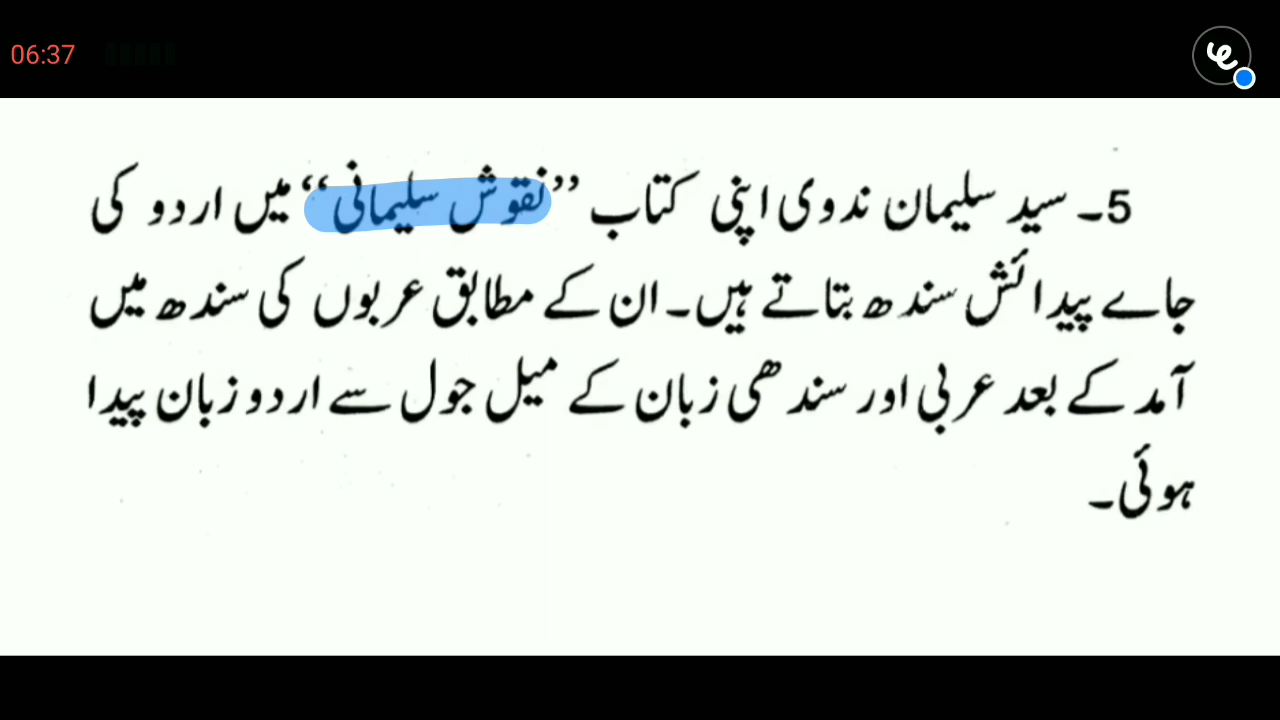 06:37
5۔ سید سلیمان ندوی اپنی کتاب ’’نقوش سلیمانی‘‘ میں اردو کی
جاے پیدائش سندھ بتاتے ہیں۔ ان کے مطابق عربوں کی سندھ میں
آمد کے بعد عربی اور سندھی زبان کے میل جول سے اردو زبان پیدا
ہوئی۔